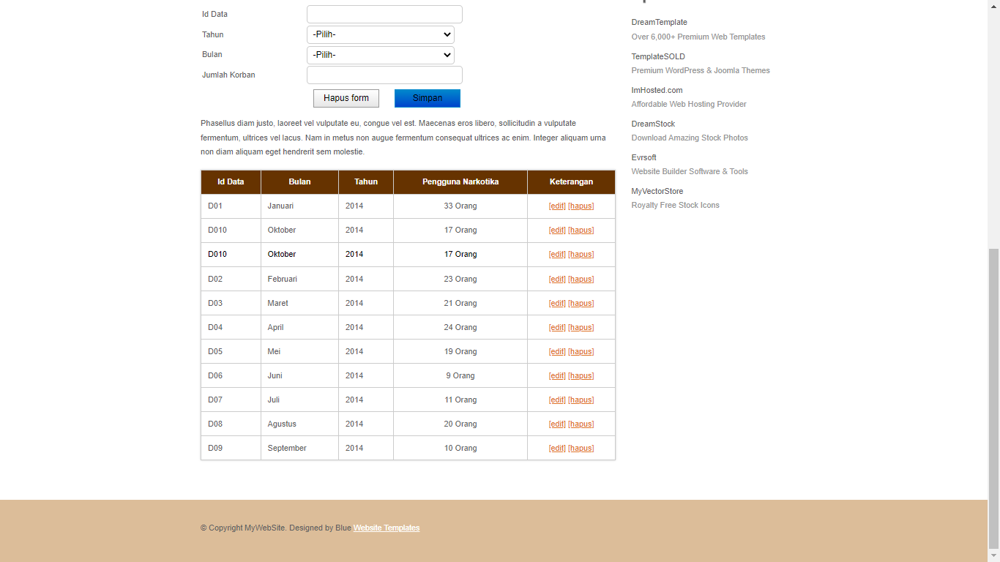 Id Data
Tahun -Pilih-
Bulan -Pilih-
Jumlah Korban
Hapus form Simpan
Phasellus diam justo, laoreet vel vulputate eu, congue vel est. Maecenas eros libero, sollicitudin a vulputate
fermentum, ultrices vel lacus. Nam in metus non augue fermentum consequat ultrices ac enim. Integer aliquam urna
non diam aliquam eget hendrerit sem molestie.
Id Data Bulan Tahun Pengguna Narkotika Keterangan
D01 Januari 2014 33 Orang [edit] [hapus]
D010 Oktober 2014 17 Orang [edit] [hapus]
D010 Oktober 2014 17 Orang [edit] [hapus]
D02 Februari 2014 23 Orang [edit] [hapus]
D03 Maret 2014 21 Orang [edit] [hapus]
D04 April 2014 24 Orang [edit] [hapus]
D05 Mei 2014 19 Orang [edit] [hapus]
D06 Juni 2014 9 Orang [edit] [hapus]
D07 Juli 2014 11 Orang [edit] [hapus]
D08 Agustus 2014 20 Orang [edit] [hapus]
D09 September 2014 10 Orang [edit] [hapus]
DreamTemplate
Over 6,000+ Premium Web Templates
TemplateSOLD
Premium WordPress & Joomla Themes
ImHosted.com
Affordable Web Hosting Provider
DreamStock
Download Amazing Stock Photos
Evrsoft
Website Builder Software & Tools
MyVectorStore
Royalty Free Stock Icons
© Copyright MyWebSite. Designed by Blue Website Templates